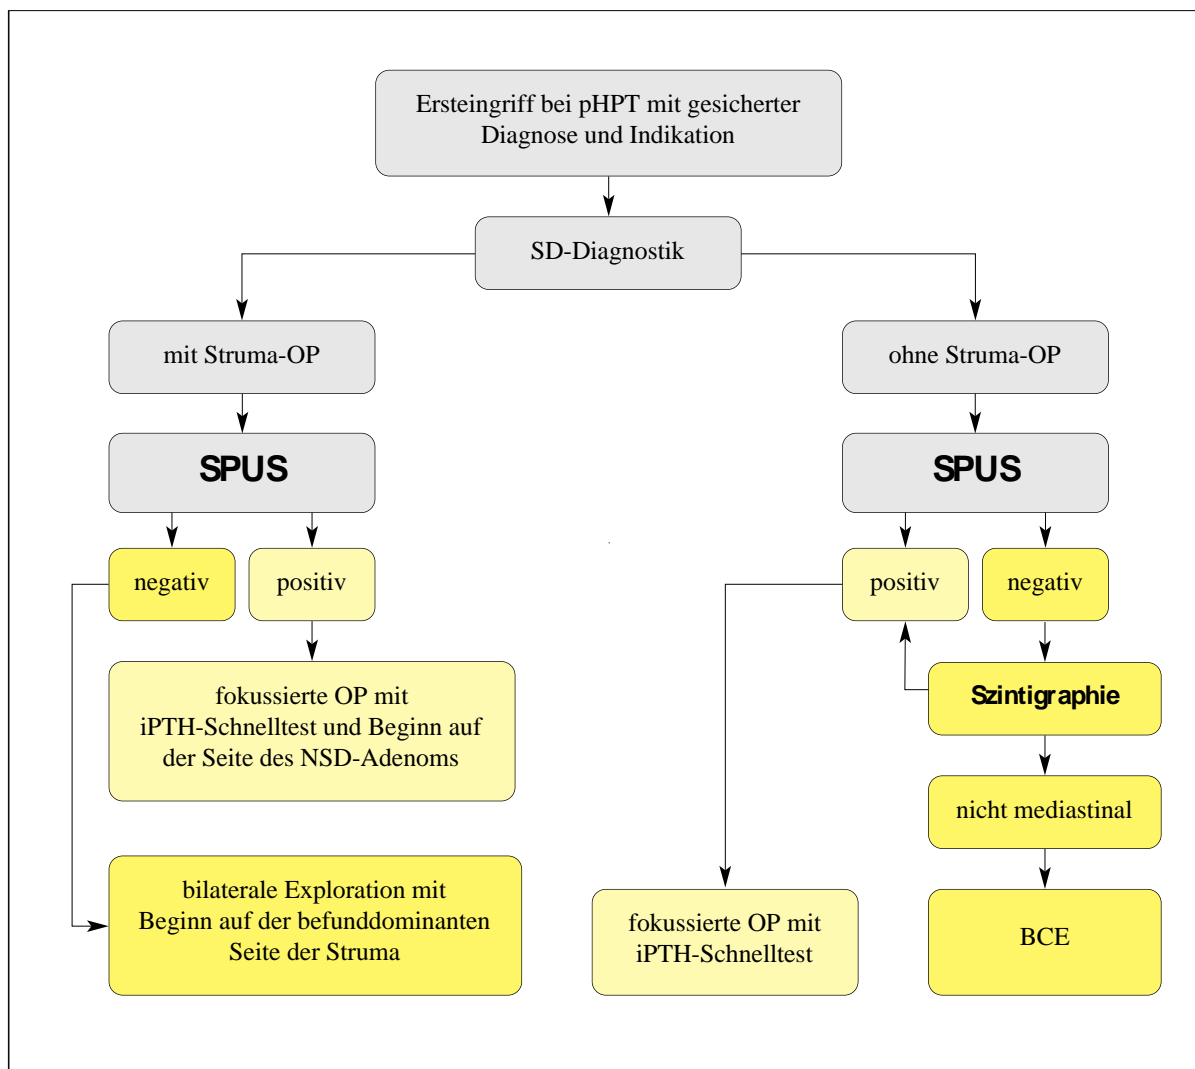 Ersteingriff bei pHPT mit gesicherter
Diagnose und Indikation
SD-Diagnostik
mit Struma-OP
ohne Struma-OP
SPUS
SPUS
negativ
positiv
positiv
negativ
fokussierte OP mit
iPTH-Schnelltest und Beginn auf
der Seite des NSD-Adenoms
Szintigraphie
nicht mediastinal
bilaterale Exploration mit
Beginn auf der befunddominanten
Seite der Struma
fokussierte OP mit
iPTH-Schnelltest
BCE